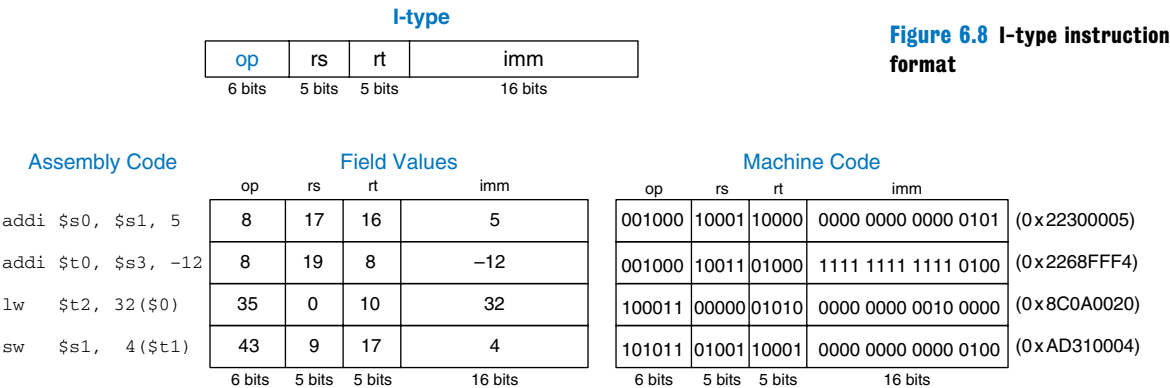 I-type
op rs rt imm
6 bits 5 bits 5 bits 16 bits
Figure 6.8 I-type instruction
format
Assembly Code Field Values Machine Code
op rs rt imm op rs rt imm
addi $s0, $s1, 5 8 17 16 5 001000 10001 10000 0000 0000 0000 0101 (0x22300005)
addi $t0, $s3, −12 8 19 8 −12 001000 10011 01000 1111 1111 1111 0100 (0x2268FFF4)
lw $t2, 32($0) 35 0 10 32 100011 00000 01010 0000 0000 0010 0000 (0x8C0A0020)
sw $s1, 4($t1) 43 9 17 4 101011 01001 10001 0000 0000 0000 0100 (0xAD310004)
6 bits 5 bits 5 bits 16 bits 6 bits 5 bits 5 bits 16 bits